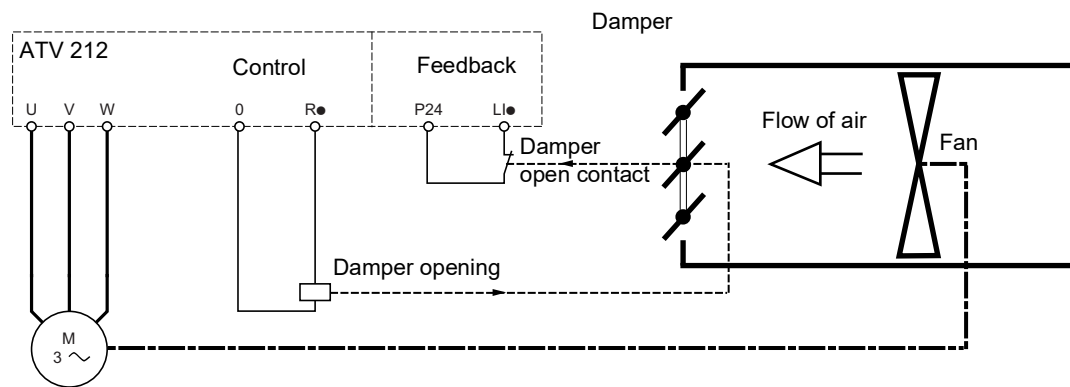 Damper
ATV 212
Control
Feedback
U V W 0 R● P24 LI●
Damper
open contact
Flow of air
Fan
Damper opening
M
3 ~